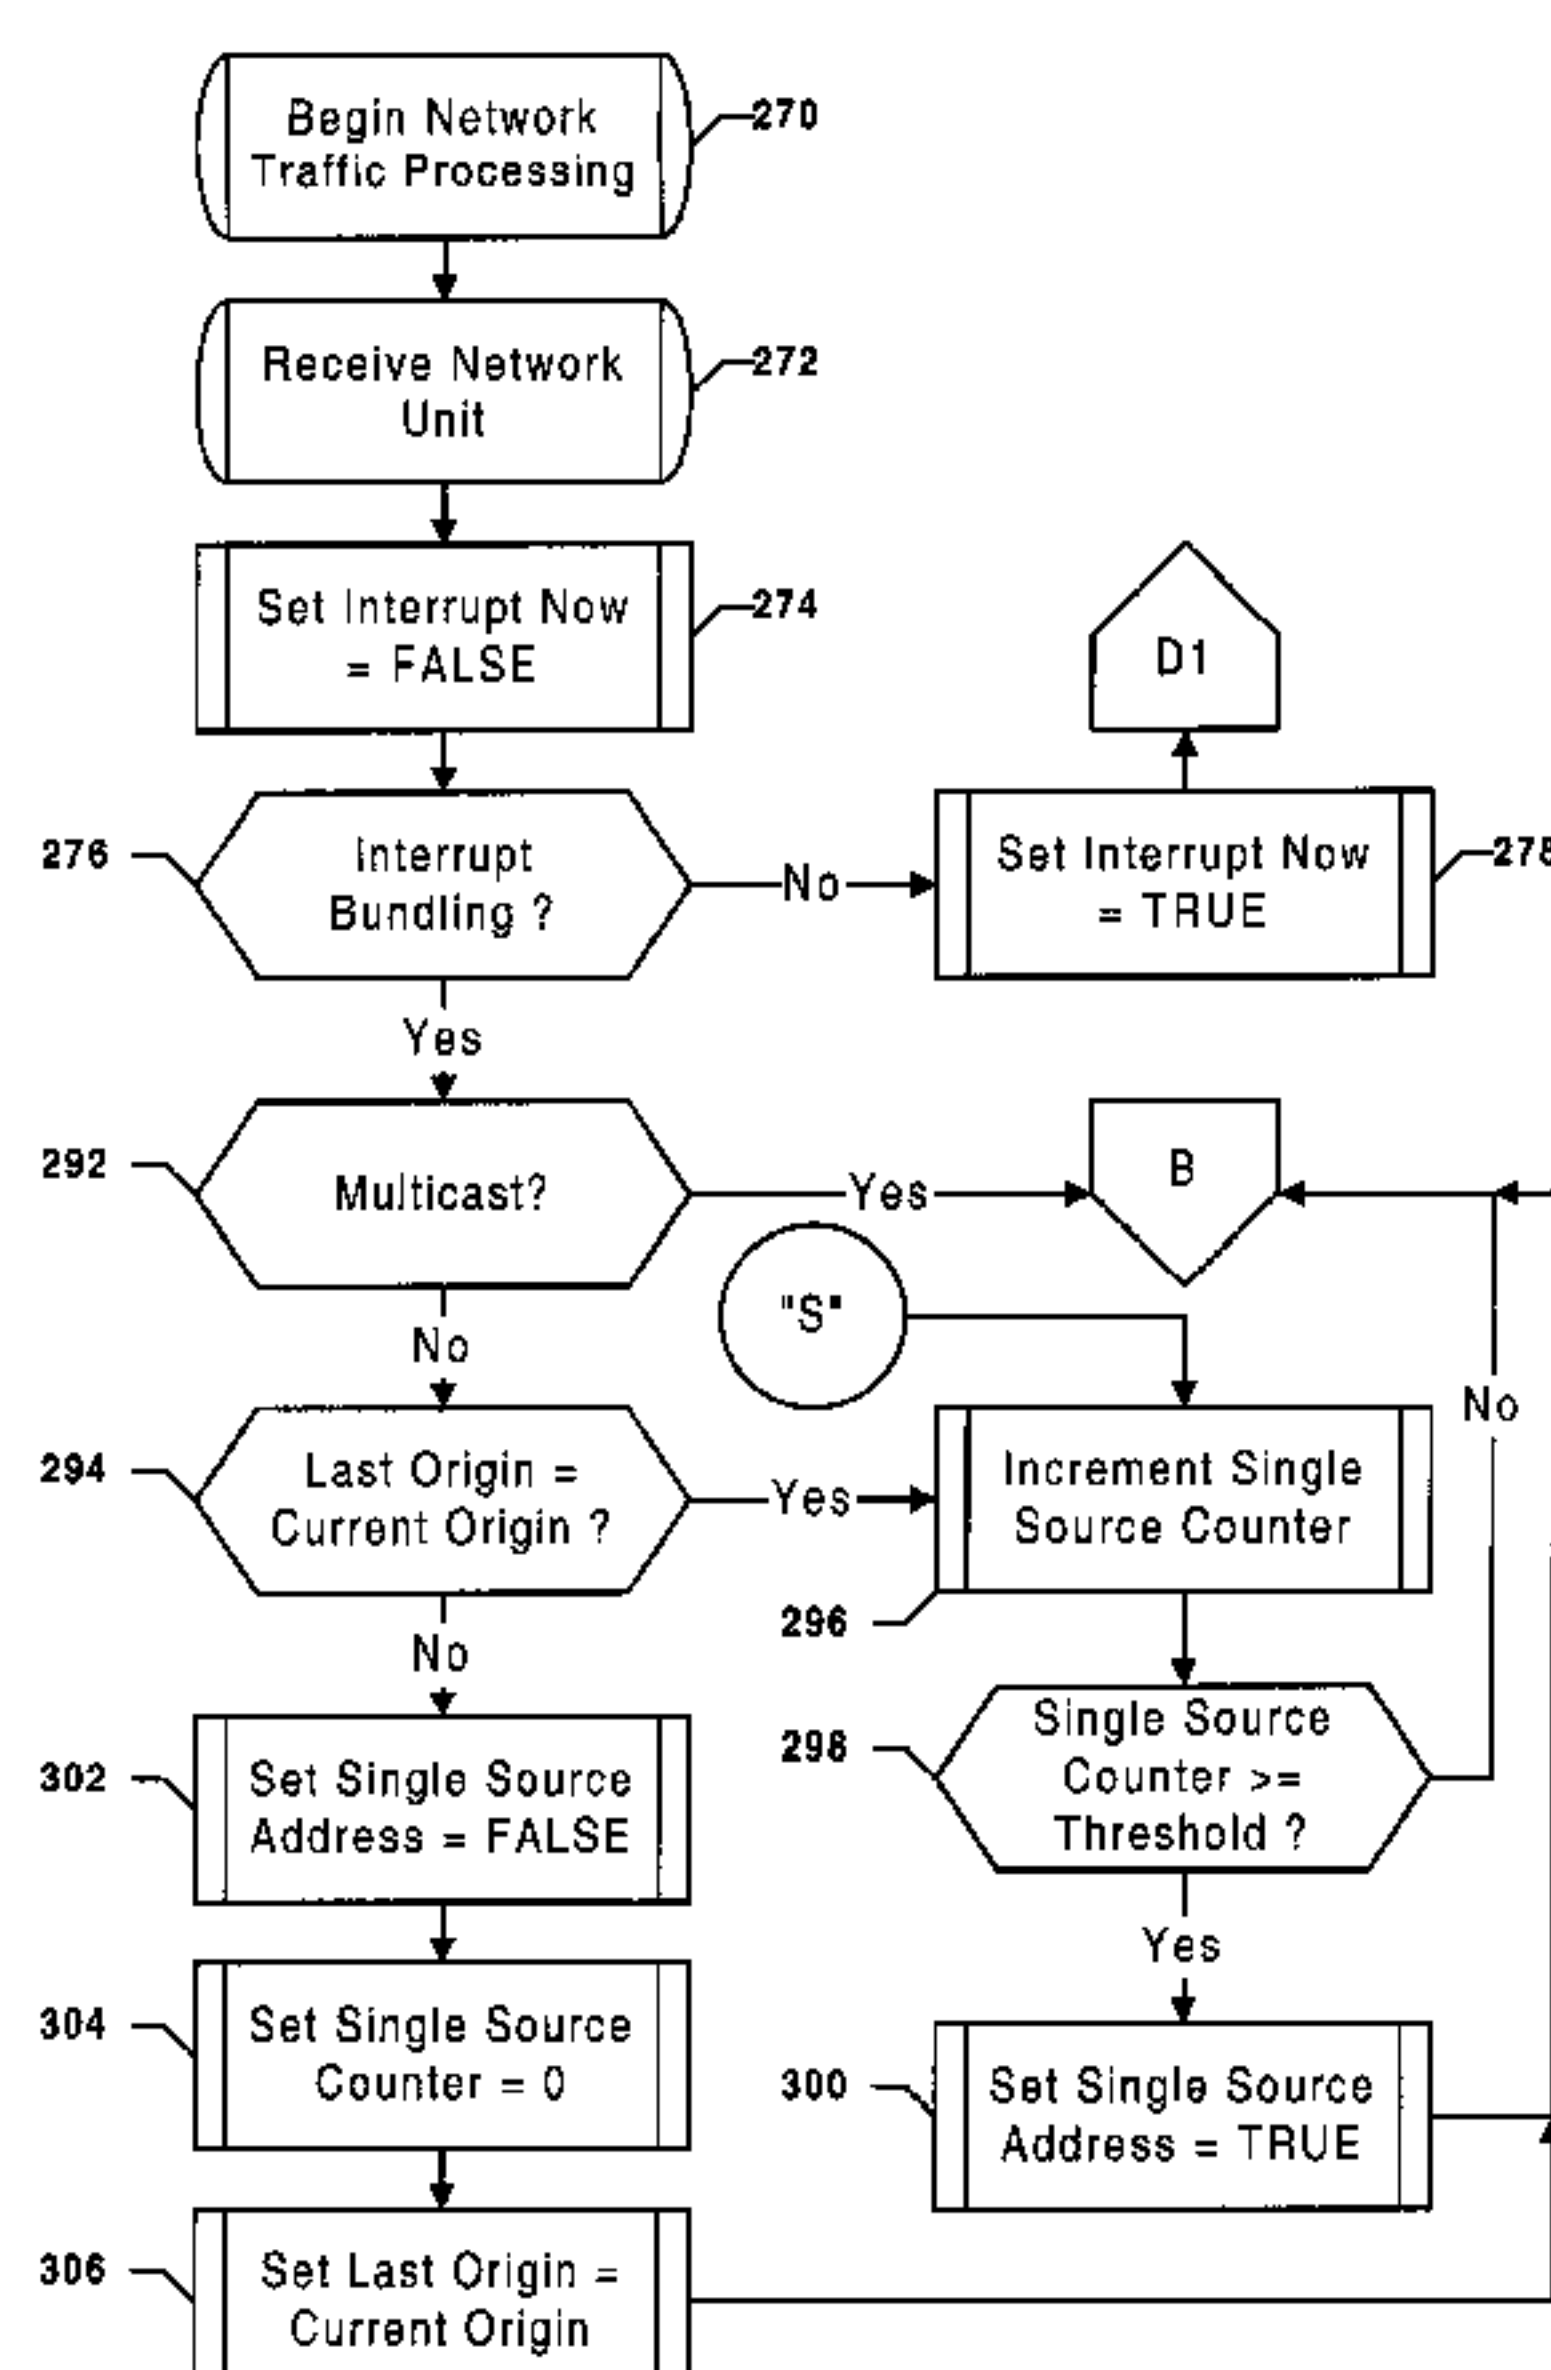 Begin Network
Traffic Processing
270
Receive Network
Unit
272
Set Interrupt Now
= FALSE
274
D1
276
Interrupt
Bundling ?
No
Set Interrupt Now
= TRUE
278
Yes
292
Multicast?
Yes
B
"S"
No
No
294
Last Origin =
Current Origin ?
Yes
Increment Single
Source Counter
296
No
298
Single Source
Counter >=
Threshold ?
302
Set Single Source
Address = FALSE
Yes
304
Set Single Source
Counter = 0
300
Set Single Source
Address = TRUE
306
Set Last Origin =
Current Origin